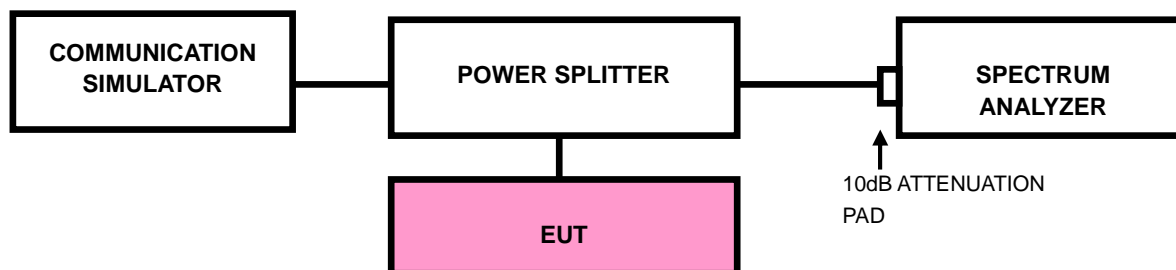 COMMUNICATION
SIMULATOR
POWER SPLITTER
SPECTRUM
ANALYZER
10dB ATTENUATION
PAD
EUT